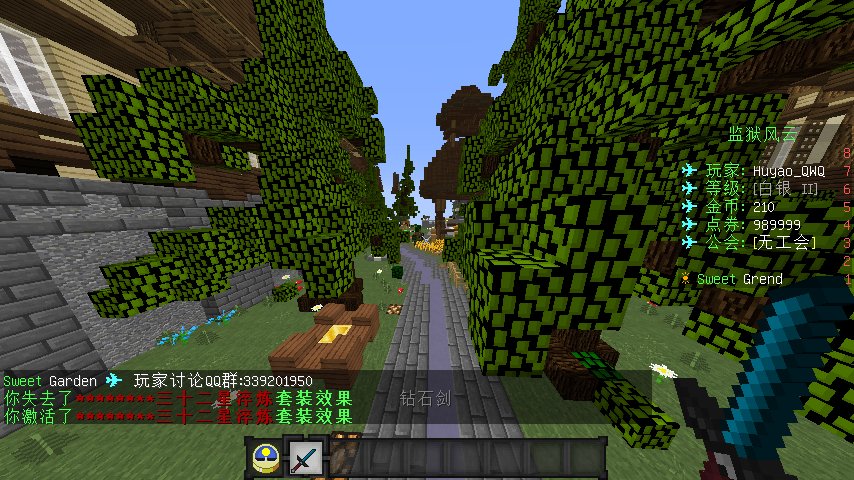 监狱风云
8
✈ 玩家: Huyao_QWQ 7
✈ 等级: [白银 II] 6
✈ 金币: 210 5
✈ 点券: 989999 4
✈ 公会: [无工会] 3
2
Sweet Grend 1
Sweet Garden ✈ 玩家讨论QQ群:339201950
你失去了********三十二星淬炼套装效果
你激活了********三十二星淬炼套装效果
钻石剑